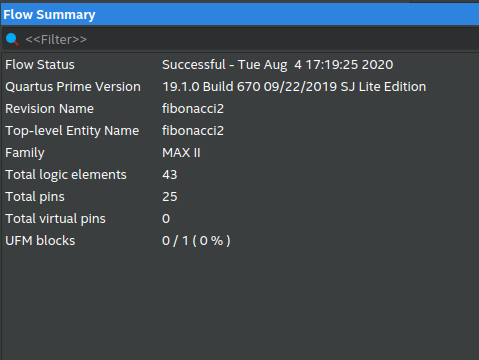 Flow Summary
<<Filter>>
Flow Status Successful - Tue Aug  4 17:19:25 2020
Quartus Prime Version 19.1.0 Build 670 09/22/2019 SJ Lite Edition
Revision Name fibonacci2
Top-level Entity Name fibonacci2
Family MAX II
Total logic elements 43
Total pins 25
Total virtual pins 0
UFM blocks 0 / 1 ( 0 % )